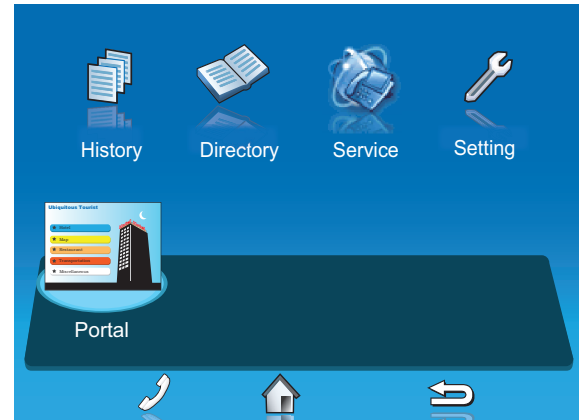 History
Directory
Service
Setting
Ubiquitous Tourist
Hotel
Map
Restaurant
Transportation
Miscellaneous
Portal